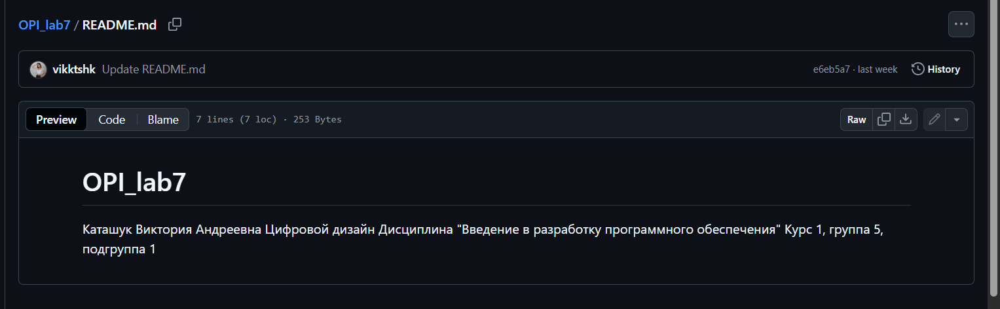 OPI_lab7 / README.md
vikktshk Update README.md e6eb5a7 · last week History
Preview Code Blame 7 lines (7 loc) · 253 Bytes Raw
OPI_lab7
Каташук Виктория Андреевна Цифровой дизайн Дисциплина "Введение в разработку программного обеспечения" Курс 1, группа 5,
подгруппа 1